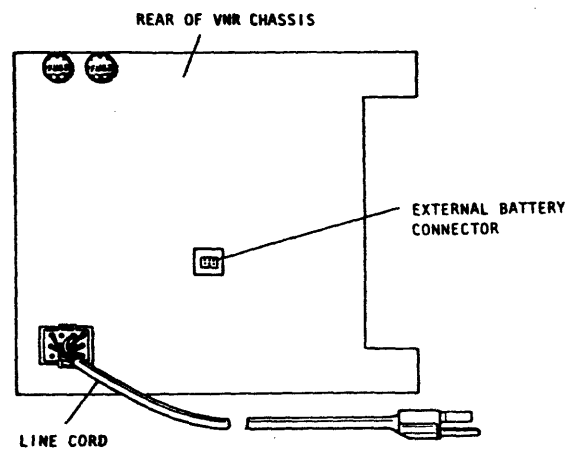 REAR OF VNR CHASSIS
EXTERNAL BATTERY
CONNECTOR
LINE CORD